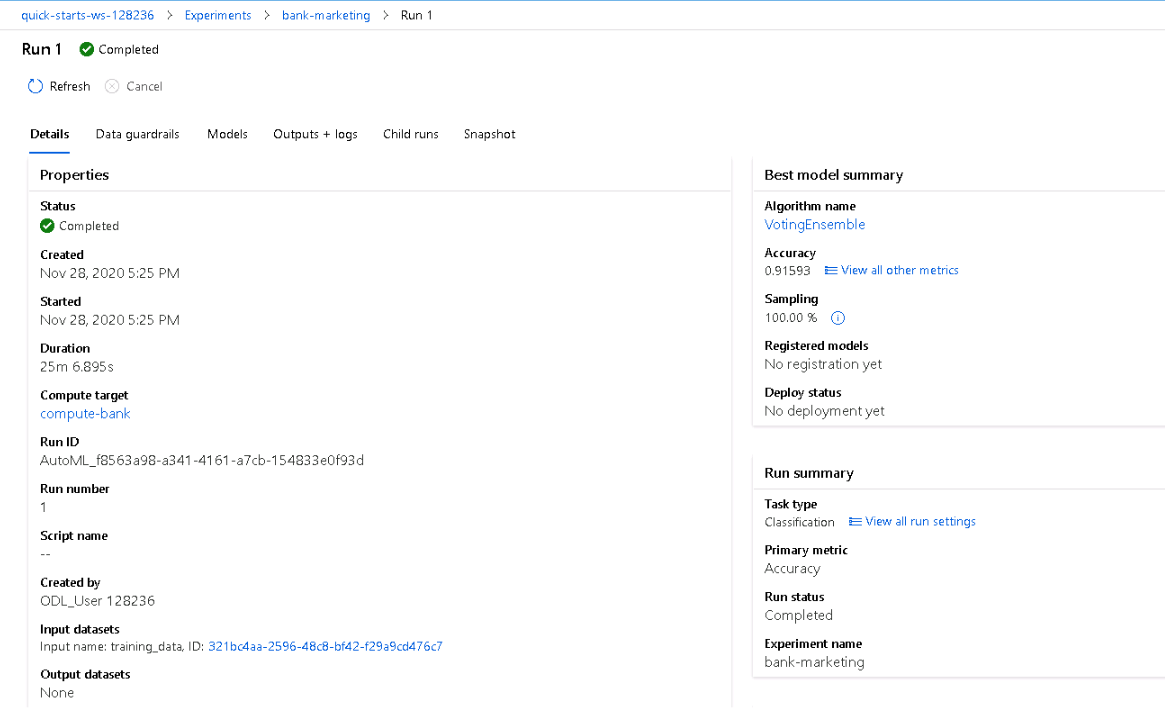 quick-starts-ws-128236 > Experiments > bank-marketing > Run 1
Run 1 Completed
Refresh Cancel
Details Data guardrails Models Outputs + logs Child runs Snapshot
Properties
Status
Completed
Created
Nov 28, 2020 5:25 PM
Started
Nov 28, 2020 5:25 PM
Duration
25m 6.895s
Compute target
compute-bank
Run ID
AutoML_f8563a98-a341-4161-a7cb-154833e0f93d
Run number
1
Script name
--
Created by
ODL_User 128236
Input datasets
Input name: training_data, ID: 321bc4aa-2596-48c8-bf42-f29a9cd476c7
Output datasets
None
Best model summary
Algorithm name
VotingEnsemble
Accuracy
0.91593 View all other metrics
Sampling
100.00 %
Registered models
No registration yet
Deploy status
No deployment yet
Run summary
Task type
Classification View all run settings
Primary metric
Accuracy
Run status
Completed
Experiment name
bank-marketing